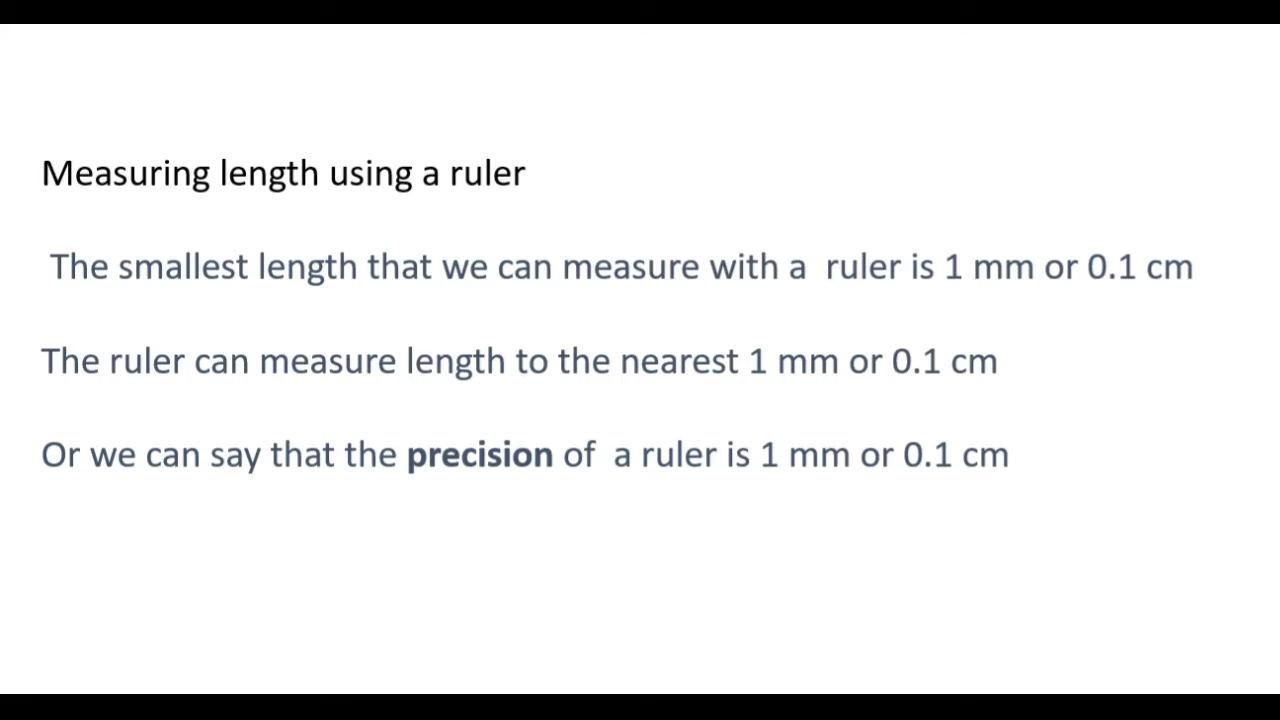 Measuring length using a ruler
The smallest length that we can measure with a ruler is 1 mm or 0.1 cm
The ruler can measure length to the nearest 1 mm or 0.1 cm
Or we can say that the precision of a ruler is 1 mm or 0.1 cm